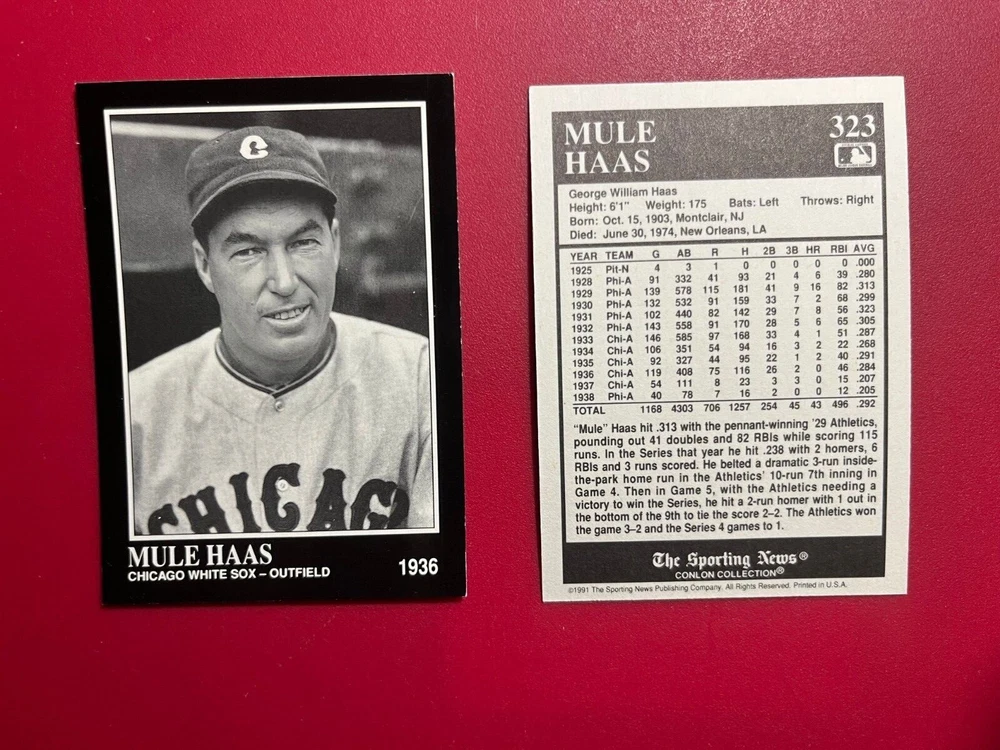 C
CHICAGO
MULE HAAS
CHICAGO WHITE SOX – OUTFIELD
1936
MULE HAAS
323
George William Haas
Height: 6'1" Weight: 175 Bats: Left Throws: Right
Born: Oct. 15, 1903, Montclair, NJ
Died: June 30, 1974, New Orleans, LA
YEAR TEAM G AB R H 2B 3B HR RBI AVG
1925 Pit-N 4 3 1 0 0 0 0 0 .000
1928 Phi-A 91 332 41 93 21 4 6 39 .280
1929 Phi-A 139 578 115 181 41 9 16 82 .313
1930 Phi-A 132 532 91 159 33 7 2 68 .299
1931 Phi-A 102 440 82 142 29 7 8 56 .323
1932 Phi-A 143 558 91 170 28 5 6 65 .305
1933 Chi-A 146 585 97 168 33 4 1 51 .287
1934 Chi-A 106 351 54 94 16 3 2 22 .268
1935 Chi-A 92 327 44 95 22 1 2 40 .291
1936 Chi-A 119 408 75 116 26 2 0 46 .284
1937 Chi-A 54 111 8 23 3 3 0 15 .207
1938 Phi-A 40 78 7 16 2 0 0 12 .205
TOTAL 1168 4303 706 1257 254 45 43 496 .292
"Mule" Haas hit .313 with the pennant-winning '29 Athletics,
pounding out 41 doubles and 82 RBIs while scoring 115
runs. In the Series that year he hit .238 with 2 homers, 6
RBIs and 3 runs scored. He belted a dramatic 3-run inside-
the-park home run in the Athletics' 10-run 7th inning in
Game 4. Then in Game 5, with the Athletics needing a
victory to win the Series, he hit a 2-run homer with 1 out in
the bottom of the 9th to tie the score 2–2. The Athletics won
the game 3–2 and the Series 4 games to 1.
The Sporting News®
CONLON COLLECTION®
©1991 The Sporting News Publishing Company. All Rights Reserved. Printed in U.S.A.